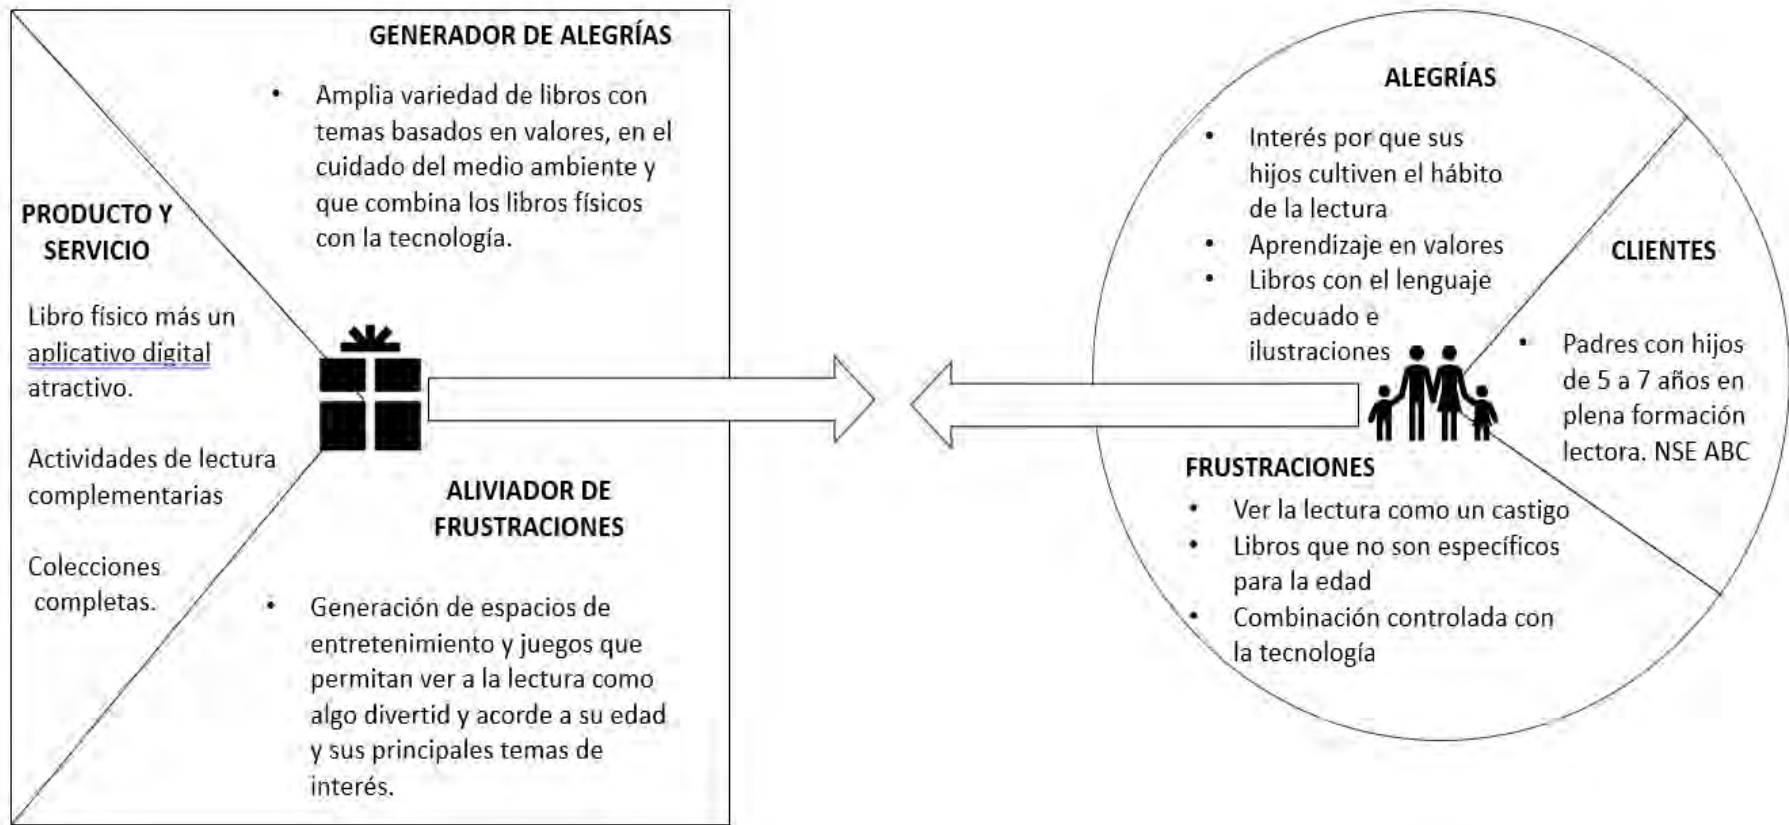 GENERADOR DE ALEGRÍAS
• Amplia variedad de libros con
temas basados en valores, en el
cuidado del medio ambiente y
que combina los libros físicos
con la tecnología.
PRODUCTO Y
SERVICIO
Libro físico más un
aplicativo digital
atractivo.
Actividades de lectura
complementarias
Colecciones
completas.
ALIVIADOR DE
FRUSTRACIONES
• Generación de espacios de
entretenimiento y juegos que
permitan ver a la lectura como
algo divertid y acorde a su edad
y sus principales temas de
interés.
ALEGRÍAS
• Interés por que sus
hijos cultiven el hábito
de la lectura
• Aprendizaje en valores
• Libros con el lenguaje
adecuado e
ilustraciones
CLIENTES
• Padres con hijos
de 5 a 7 años en
plena formación
lectora. NSE ABC
FRUSTRACIONES
• Ver la lectura como un castigo
• Libros que no son específicos
para la edad
• Combinación controlada con
la tecnología